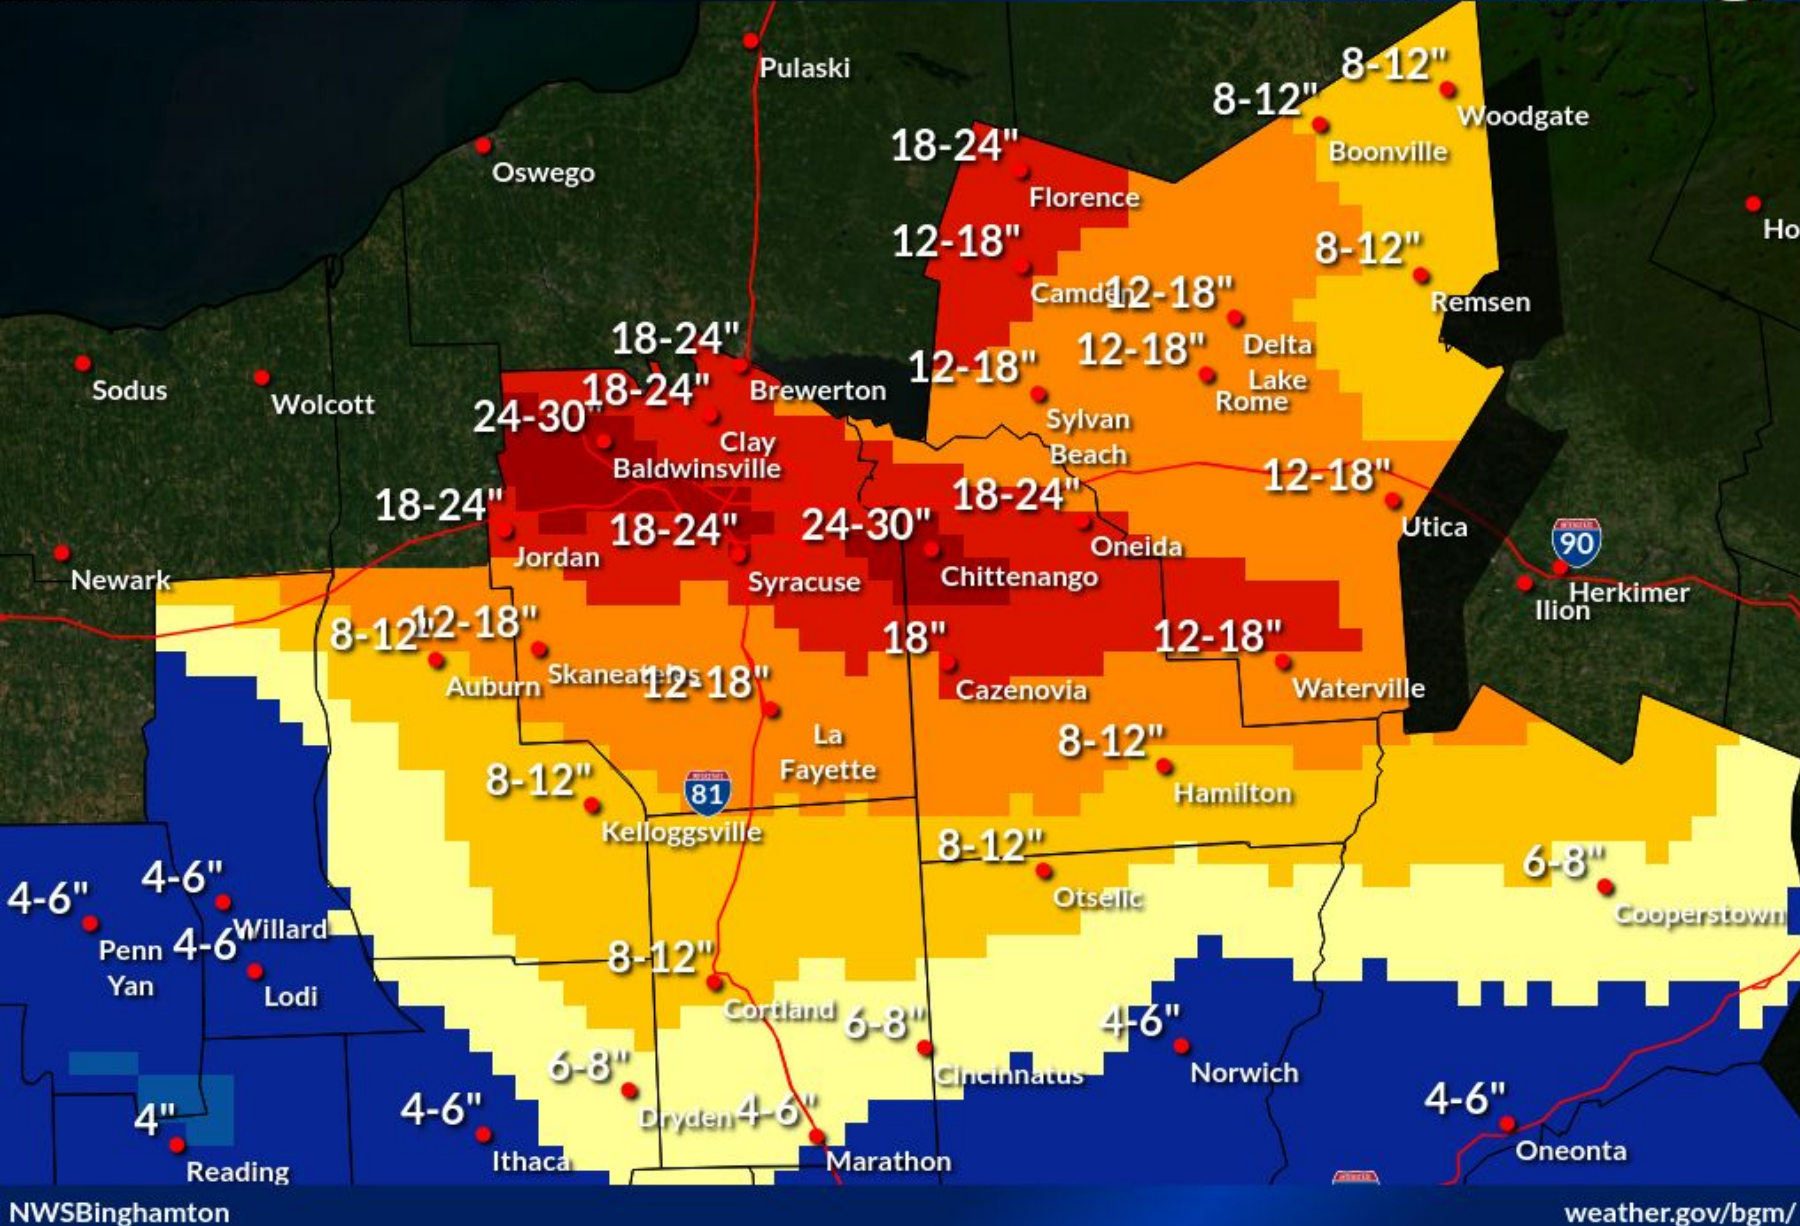 Pulaski
8-12"
Woodgate
8-12"
Boonville
Oswego
18-24"
Florence
Ho
12-18"
Camden
8-12"
Remsen
12-18"
Delta
Lake
18-24"
Brewerton
12-18"
Sylvan
Beach
12-18"
Rome
Sodus
Wolcott
18-24"
Clay
24-30"
Baldwinsville
12-18"
Utica
18-24"
Jordan
18-24"
Syracuse
24-30"
Chittenango
18-24"
Oneida
90
Newark
Herkimer
Ilion
8-12"
Auburn
12-18"
Skaneateles
12-18"
La
Fayette
18"
Cazenovia
12-18"
Waterville
8-12"
Hamilton
8-12"
Kelloggsville
81
8-12"
Otselic
6-8"
Cooperstown
4-6"
Penn
Yan
4-6"
Willard
4-6"
Lodi
8-12"
Cortland
6-8"
Cincinnatus
4-6"
Norwich
6-8"
Dryden
4-6"
Marathon
4"
Reading
4-6"
Ithaca
4-6"
Oneonta
NWSBinghamton
weather.gov/bgm/